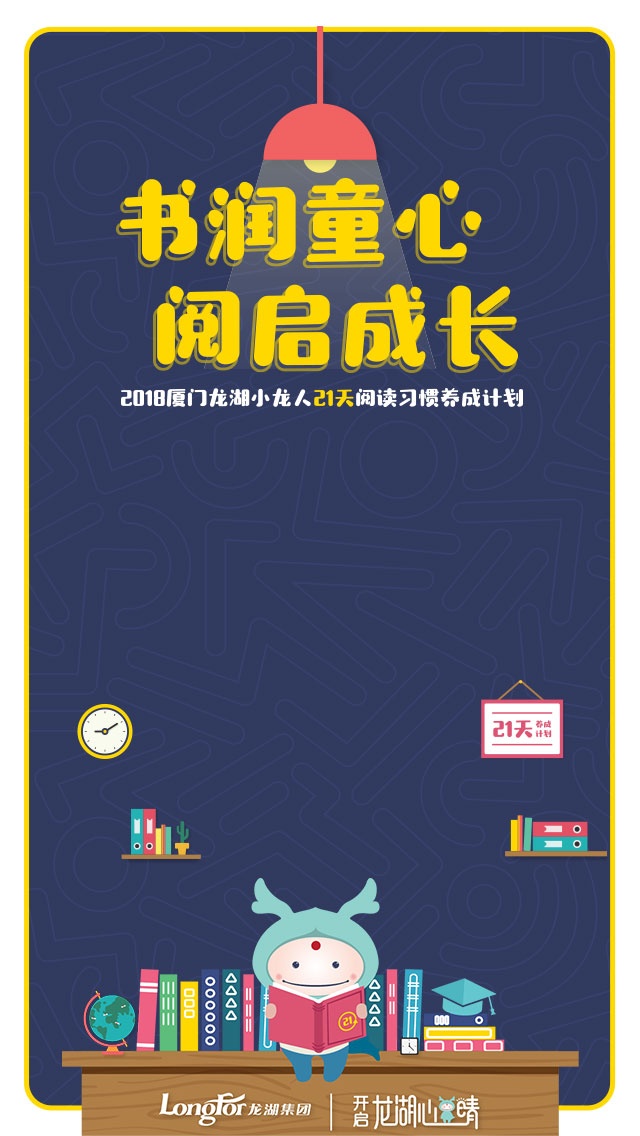 书润童心
阅启成长
2018厦门龙湖小龙人21天阅读习惯养成计划
21天 养成
计划
21
Longfor龙湖集团
开启 龙湖心晴